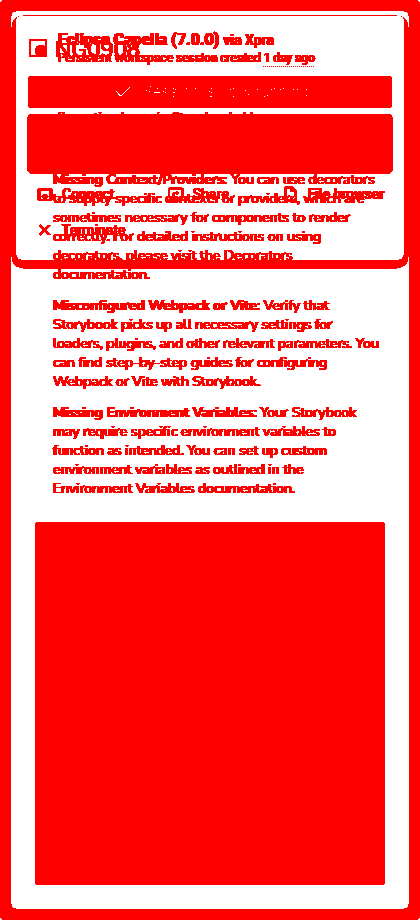 Eclipse Capella (7.0.0) via Xpra
NG0908
Persistent workspace session created 1 day ago
Missing Context/Providers: You can use decorators
Connect
Share
File browser
to supply specific contexts or providers, which are
sometimes necessary for components to render
Terminate
correctly. For detailed instructions on using
decorators, please visit the Decorators
documentation.
Misconfigured Webpack or Vite: Verify that
Storybook picks up all necessary settings for
loaders, plugins, and other relevant parameters. You
can find step-by-step guides for configuring
Webpack or Vite with Storybook.
Missing Environment Variables: Your Storybook
may require specific environment variables to
function as intended. You can set up custom
environment variables as outlined in the
Environment Variables documentation.